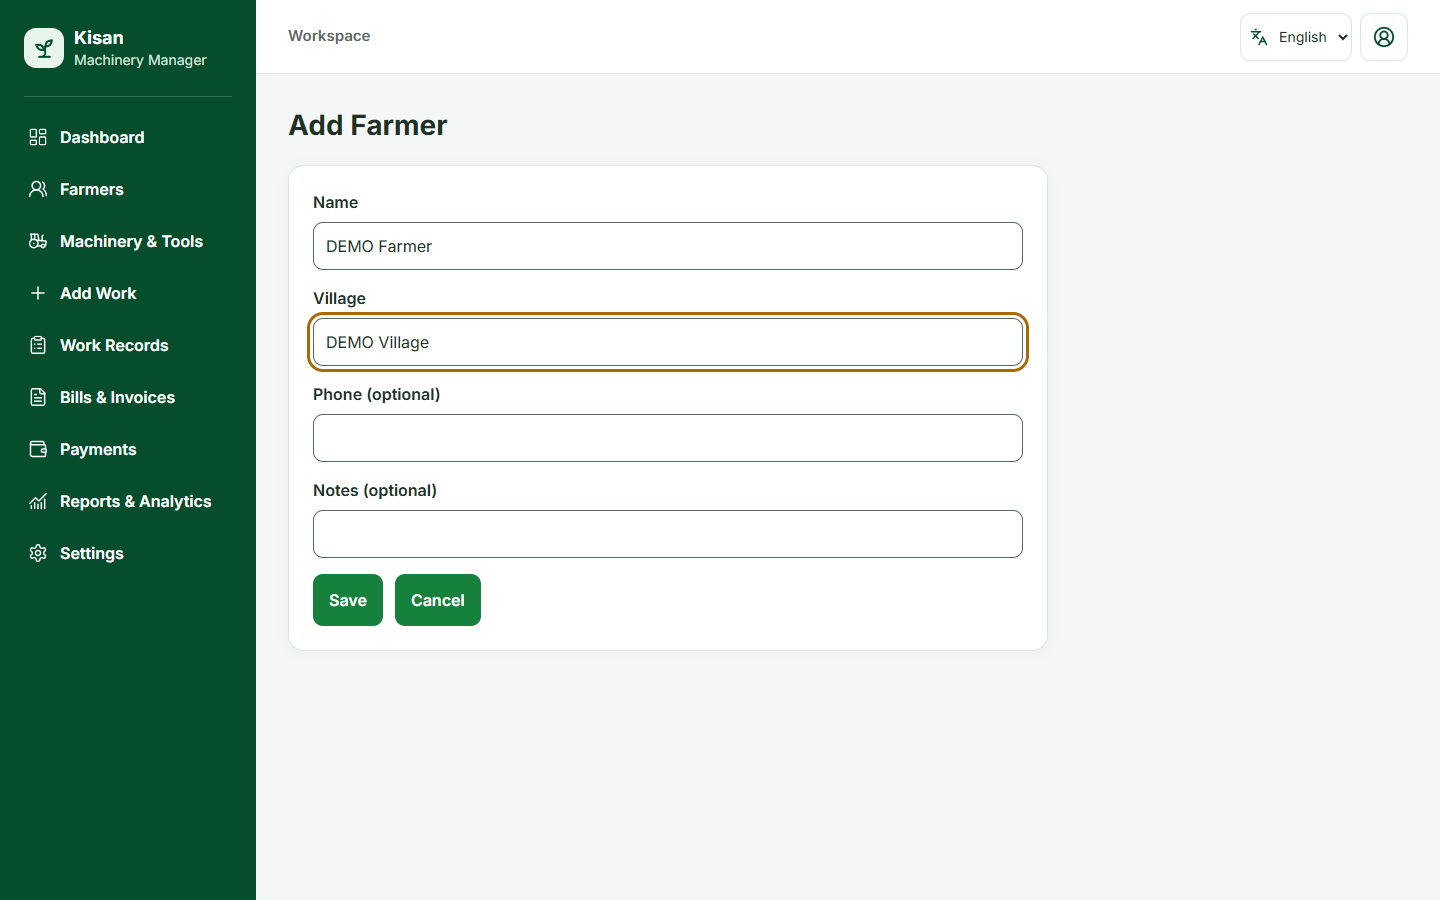 Kisan
Machinery Manager
Dashboard
Farmers
Machinery & Tools
Add Work
Work Records
Bills & Invoices
Payments
Reports & Analytics
Settings
Workspace
English
Add Farmer
Name
DEMO Farmer
Village
DEMO Village
Phone (optional)
Notes (optional)
Save
Cancel